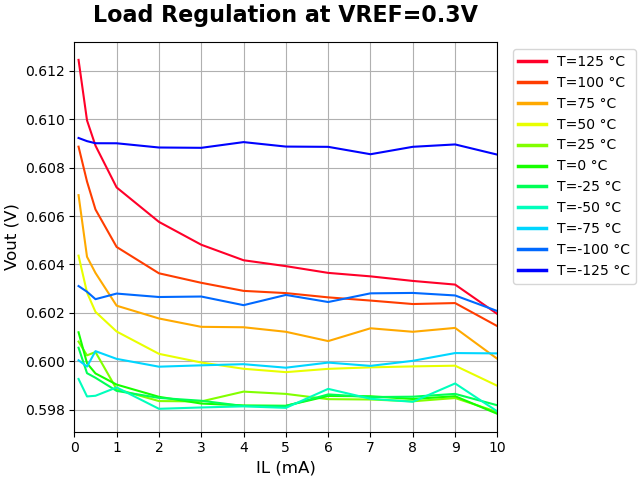 Load Regulation at VREF=0.3V
Vout (V)
0.612
0.610
0.608
0.606
0.604
0.602
0.600
0.598
0 0 1 2 3 4 5 6 7 8 9 10
IL (mA)
T=125 °C
T=100 °C
T=75 °C
T=50 °C
T=25 °C
T=0 °C
T=-25 °C
T=-50 °C
T=-75 °C
T=-100 °C
T=-125 °C